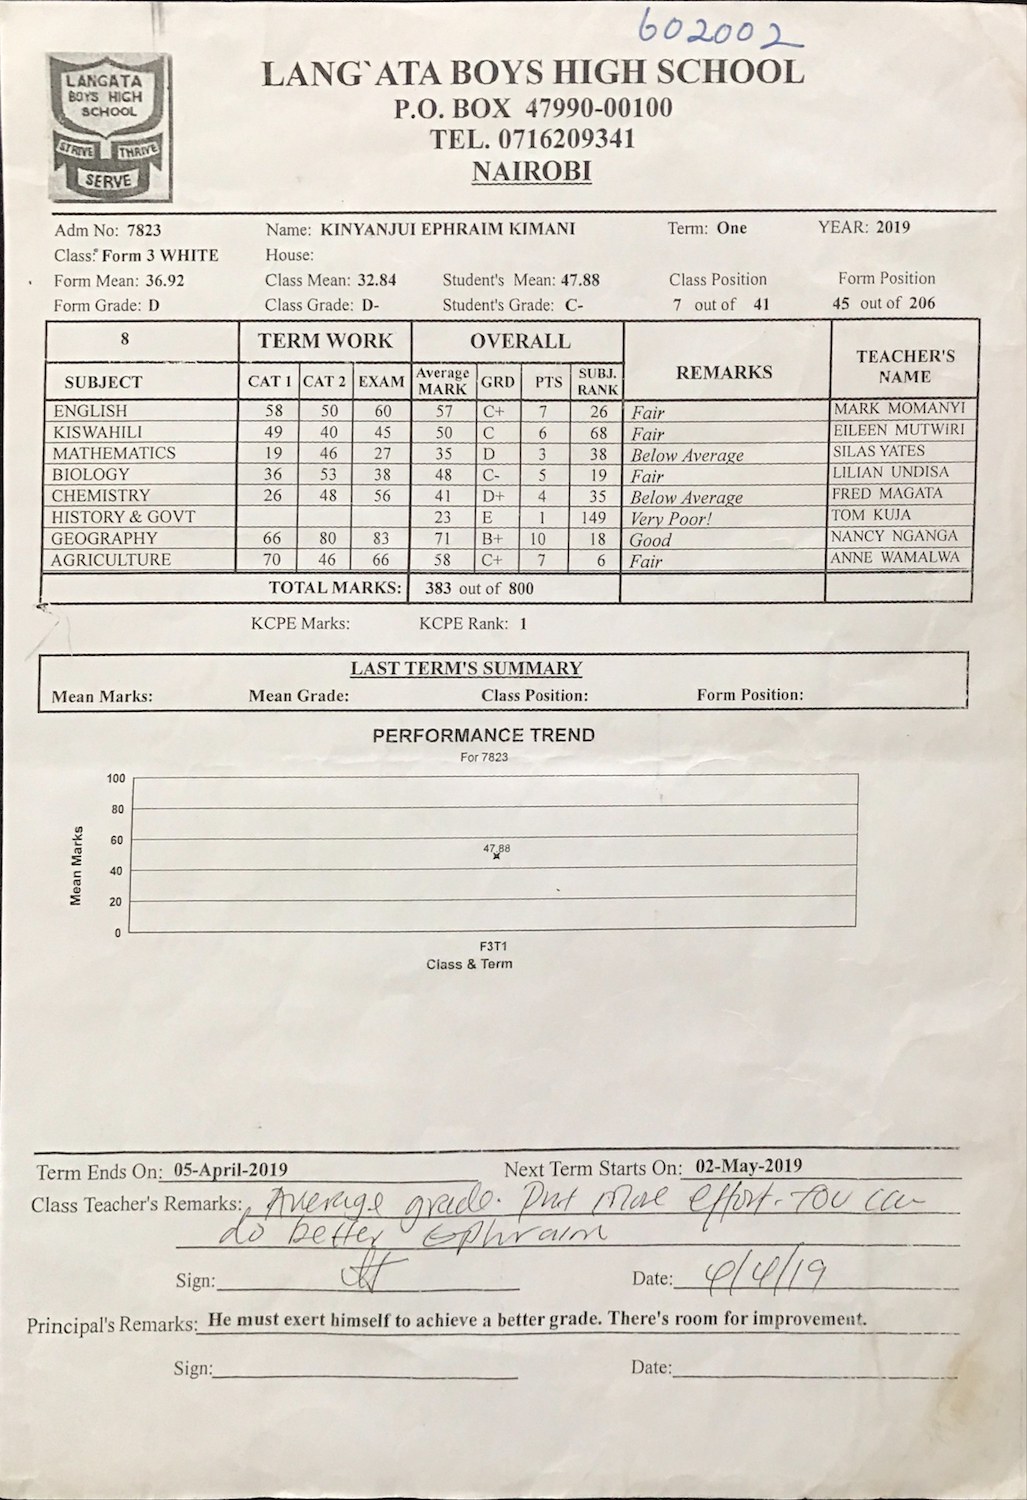 602002
LANGATA
BOYS HIGH
SCHOOL
STRIVE THRIVE
SERVE
LANG`ATA BOYS HIGH SCHOOL
P.O. BOX 47990-00100
TEL. 0716209341
NAIROBI
Adm No: 7823 Name: KINYANJUI EPHRAIM KIMANI Term: One YEAR: 2019
Class: Form 3 WHITE House:
Form Mean: 36.92 Class Mean: 32.84 Student's Mean: 47.88 Class Position Form Position
Form Grade: D Class Grade: D- Student's Grade: C- 7 out of 41 45 out of 206
8 TERM WORK OVERALL REMARKS TEACHER'S NAME
SUBJECT CAT 1 CAT 2 EXAM Average MARK GRD PTS SUBJ. RANK
ENGLISH 58 50 60 57 C+ 7 26 Fair MARK MOMANYI
KISWAHILI 49 40 45 50 C 6 68 Fair EILEEN MUTWIRI
MATHEMATICS 19 46 27 35 D 3 38 Below Average SILAS YATES
BIOLOGY 36 53 38 48 C- 5 19 Fair LILIAN UNDISA
CHEMISTRY 26 48 56 41 D+ 4 35 Below Average FRED MAGATA
HISTORY & GOVT 23 E 1 149 Very Poor! TOM KUJA
GEOGRAPHY 66 80 83 71 B+ 10 18 Good NANCY NGANGA
AGRICULTURE 70 46 66 58 C+ 7 6 Fair ANNE WAMALWA
TOTAL MARKS: 383 out of 800
KCPE Marks: KCPE Rank: 1
LAST TERM'S SUMMARY
Mean Marks: Mean Grade: Class Position: Form Position:
PERFORMANCE TREND
For 7823
100
80
60
47.88
40
20
0
Mean Marks
F3T1
Class & Term
Term Ends On: 05-April-2019 Next Term Starts On: 02-May-2019
Class Teacher's Remarks: Average grade. Put more effort. You can
do better Ephraim
Sign: Date: 4/4/19
Principal's Remarks: He must exert himself to achieve a better grade. There's room for improvement.
Sign: Date: